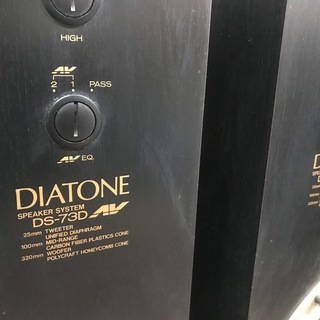 HIGH
AV
2 1 PASS
AV EQ.
DIATONE
SPEAKER SYSTEM
DS-73D AV
25mm TWEETER
UNIFIED DIAPHRAGM
100mm MID-RANGE
CARBON FIBER PLASTICS CONE
320mm WOOFER
POLYCRAFT HONEYCOMB CONE